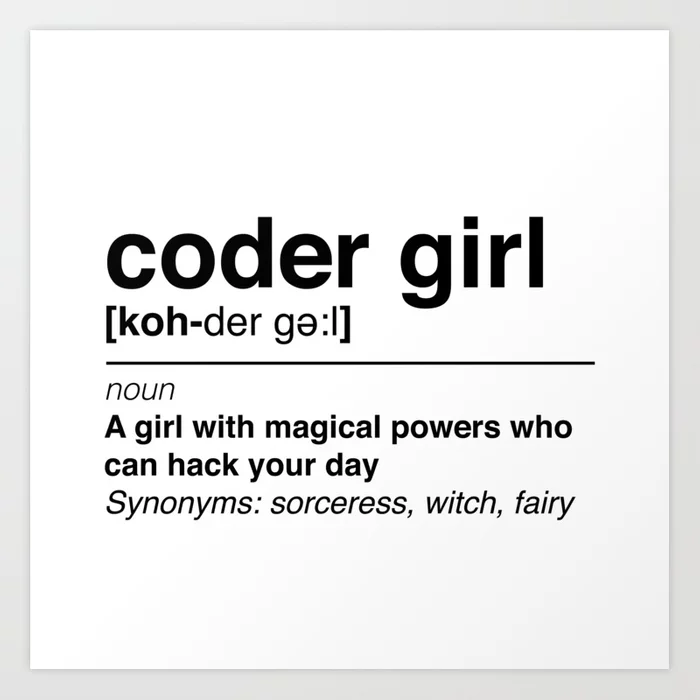 coder girl
[koh-der gə:l]
noun
A girl with magical powers who
can hack your day
Synonyms: sorceress, witch, fairy